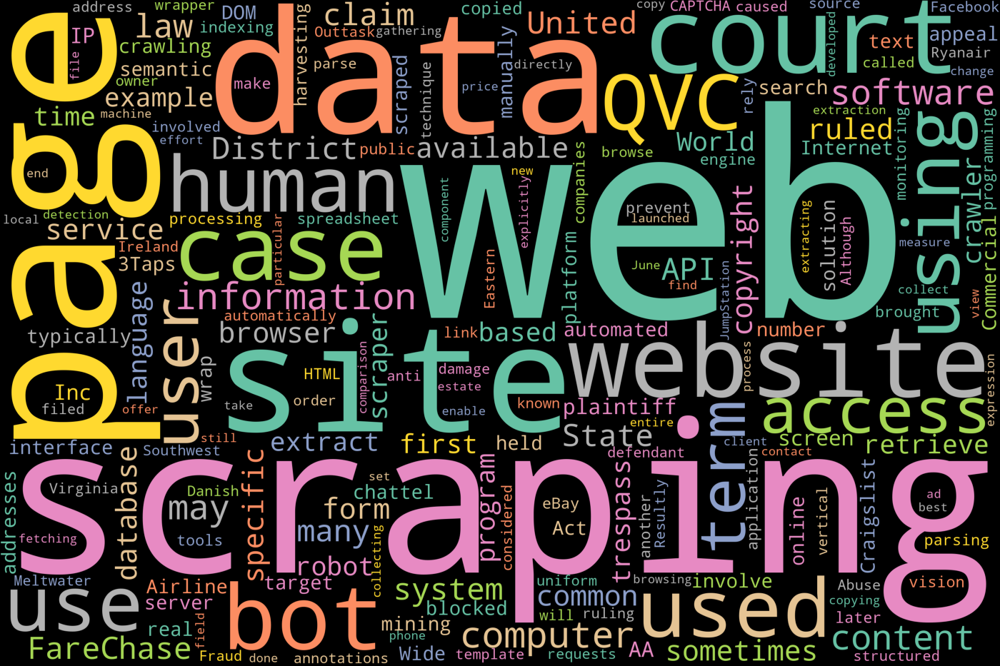 address
wrapper
DOM
harvesting
claim
copied
copy
CAPTCHA
caused
source
Facebook
page
IP
law
indexing
data
Outtask
gathering
United
court
developed
text
appeal
file
crawling
semantic
owner
parse
scraped
manually
directly
Ryanair
called
change
example
make
technique
price
QVC
rely
search
software
time
machine
involved
effort
extraction
monitoring
using
programming
ruled
District
public
available
companies
browse
World
engine
Internet
crawler
end
human
component
new
explicitly
web
prevent
launched
copyright
extracting
solution
Although
measure
Commercial
local
detection
processing
spreadsheet
service
case
particular
Ireland
3Taps
Eastern
platform
June
API
find
JumpStation
collect
view
brought
language
user
information
automatically
typically
browser
scraper
link
based
automated
number
wrap
site
comparison
HTML
anti
damage
estate
website
process
expression
Inc
filed
offer
take
order
enable
known
plaintiff
entire
term
access
still
interface
Southwest
extract
first
held
State
defendant
client
screen
contact
retrieve
addresses
database
specific
scraping
set
program
trespass
application
Craigslist
Virginia
Danish
may
chattel
form
considered
eBay
Act
another
Resultly
online
vertical
ad
best
fetching
tools
many
collecting
parsing
robot
Meltwater
Airline
target
uniform
browsing
involve
Abuse
vision
use
server
bot
system
common
used
copying
blocked
will
ruling
later
real
field
mining
phone
computer
content
FareChase
Fraud
done
annotations
Wide
template
requests
AA
sometimes
structured